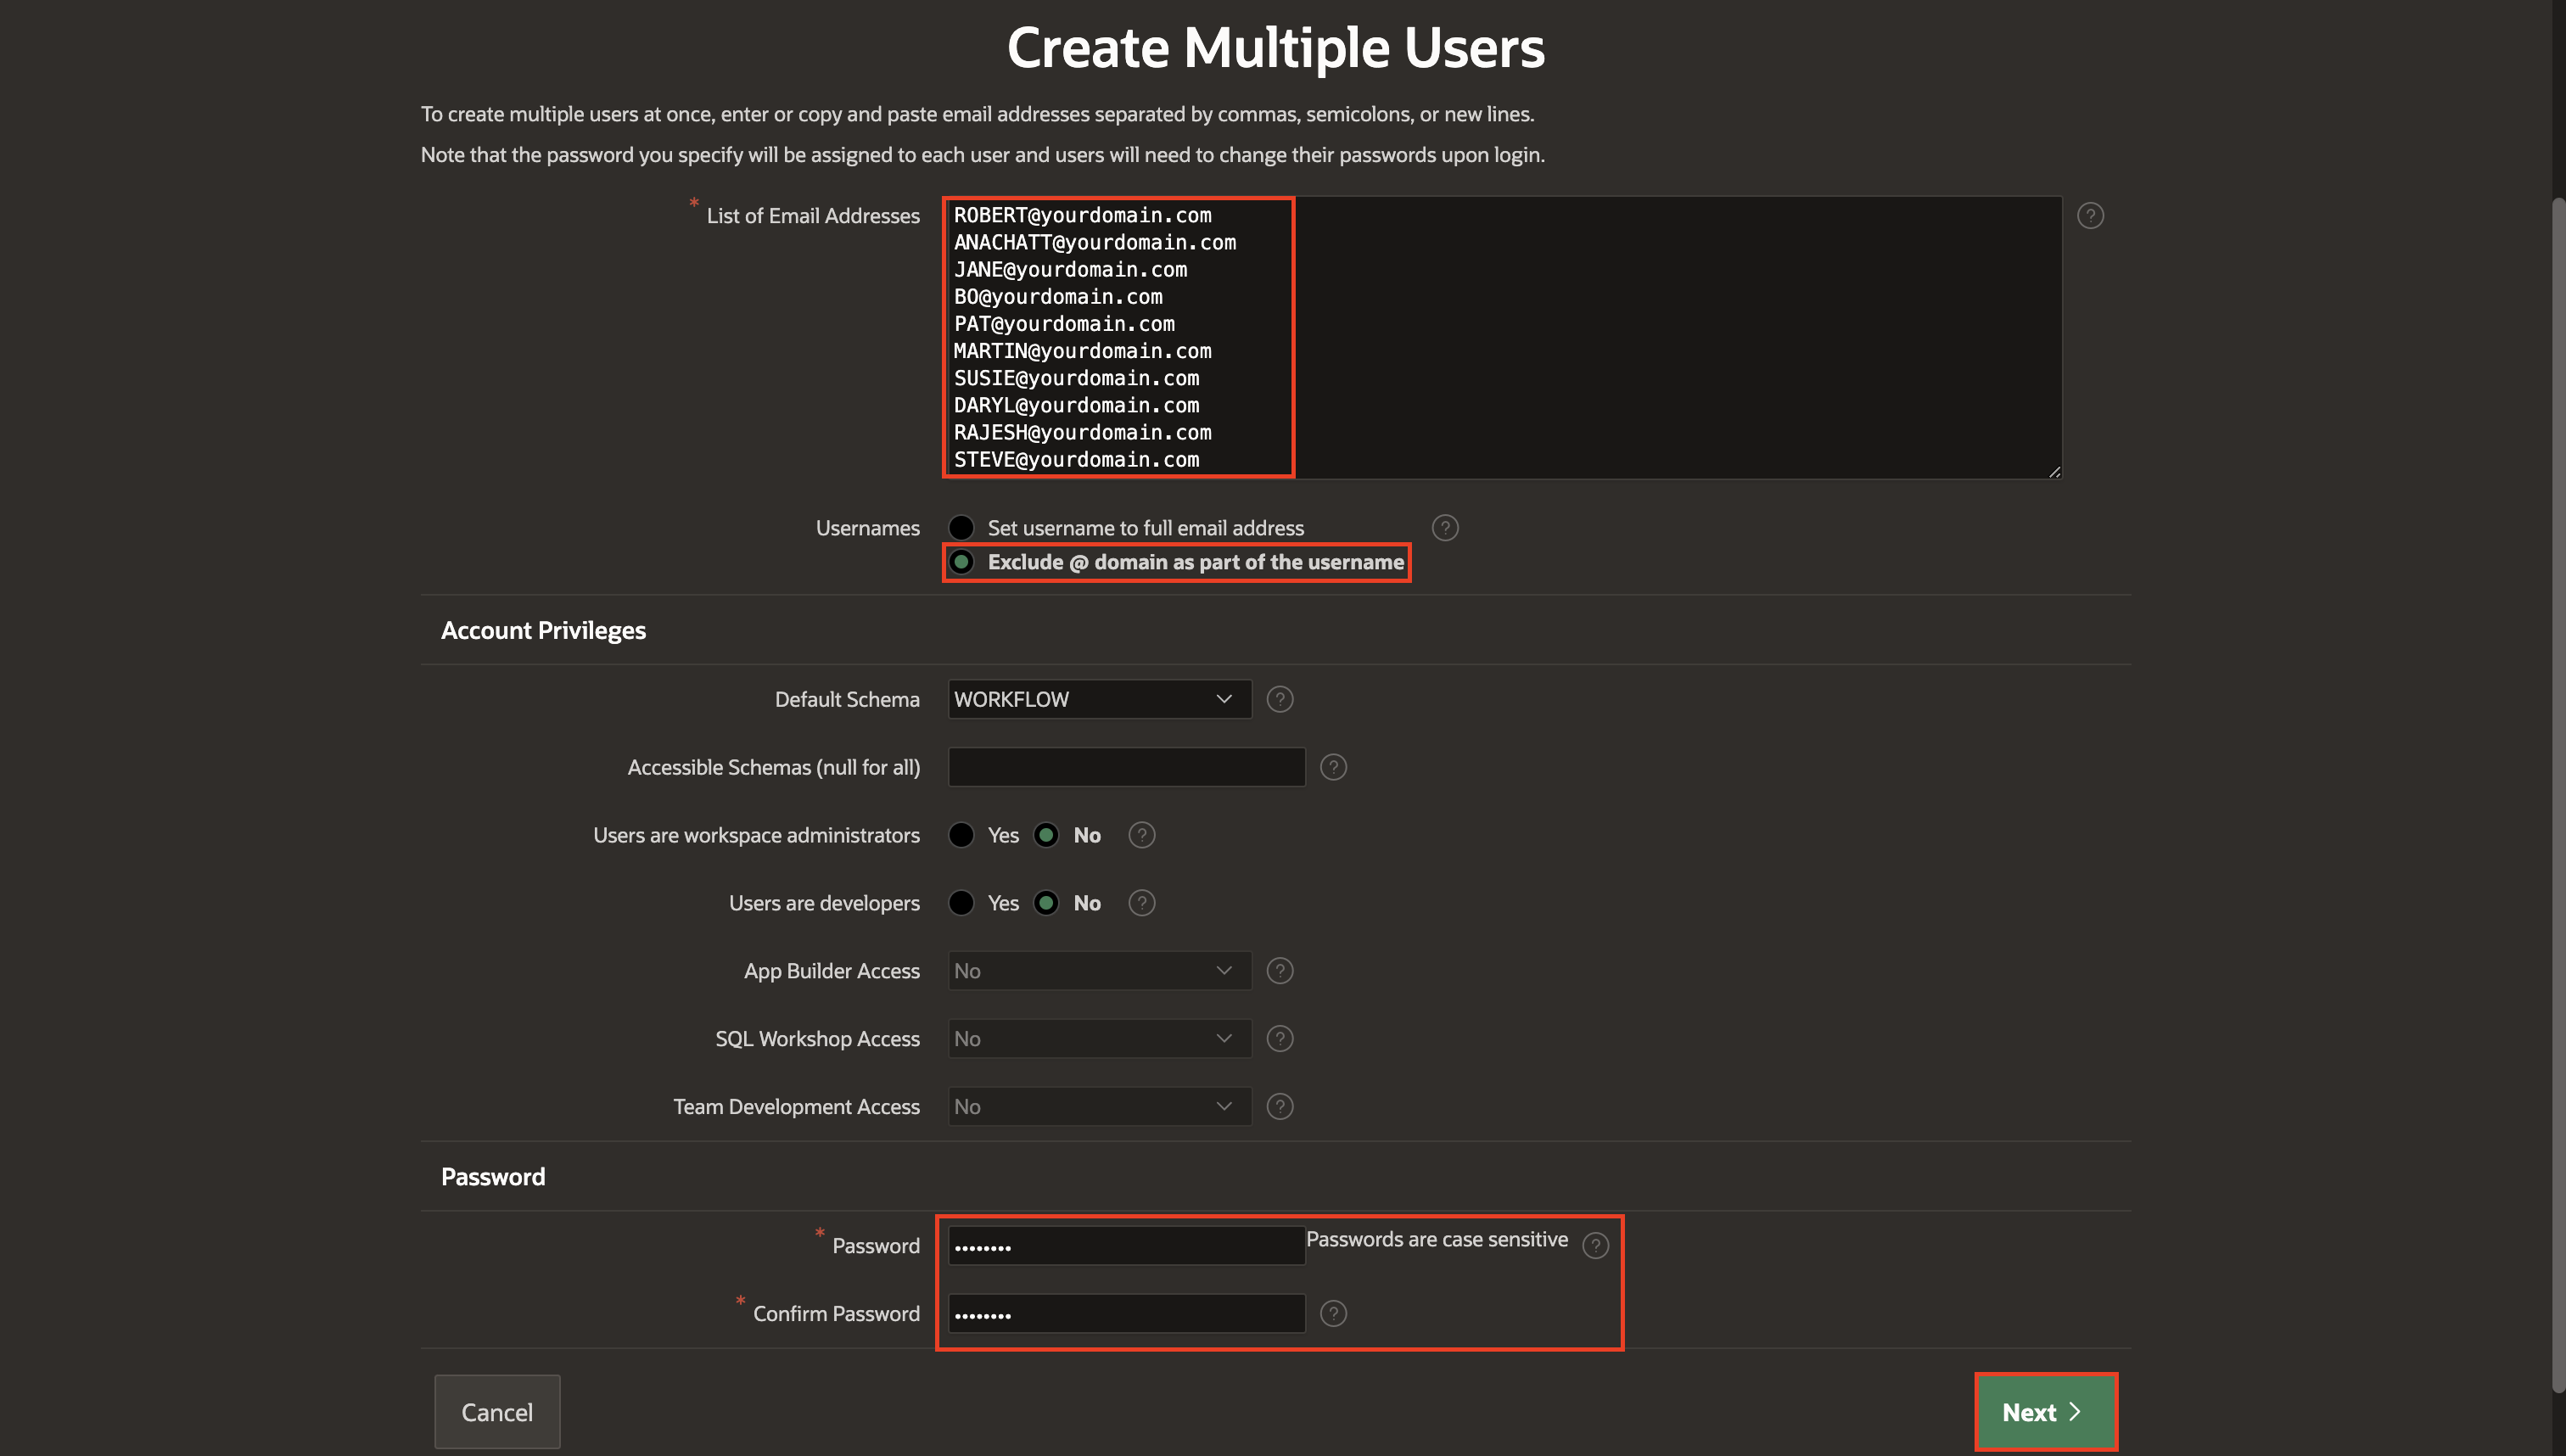 Create Multiple Users
To create multiple users at once, enter or copy and paste email addresses separated by commas, semicolons, or new lines.
Note that the password you specify will be assigned to each user and users will need to change their passwords upon login.
* List of Email Addresses
ROBERT@yourdomain.com
ANACHATT@yourdomain.com
JANE@yourdomain.com
BO@yourdomain.com
PAT@yourdomain.com
MARTIN@yourdomain.com
SUSIE@yourdomain.com
DARYL@yourdomain.com
RAJESH@yourdomain.com
STEVE@yourdomain.com
Usernames Set username to full email address
Exclude @ domain as part of the username
Account Privileges
Default Schema WORKFLOW
Accessible Schemas (null for all)
Users are workspace administrators Yes No
Users are developers Yes No
App Builder Access No
SQL Workshop Access No
Team Development Access No
Password
* Password •••••••• Passwords are case sensitive
* Confirm Password ••••••••
Cancel Next